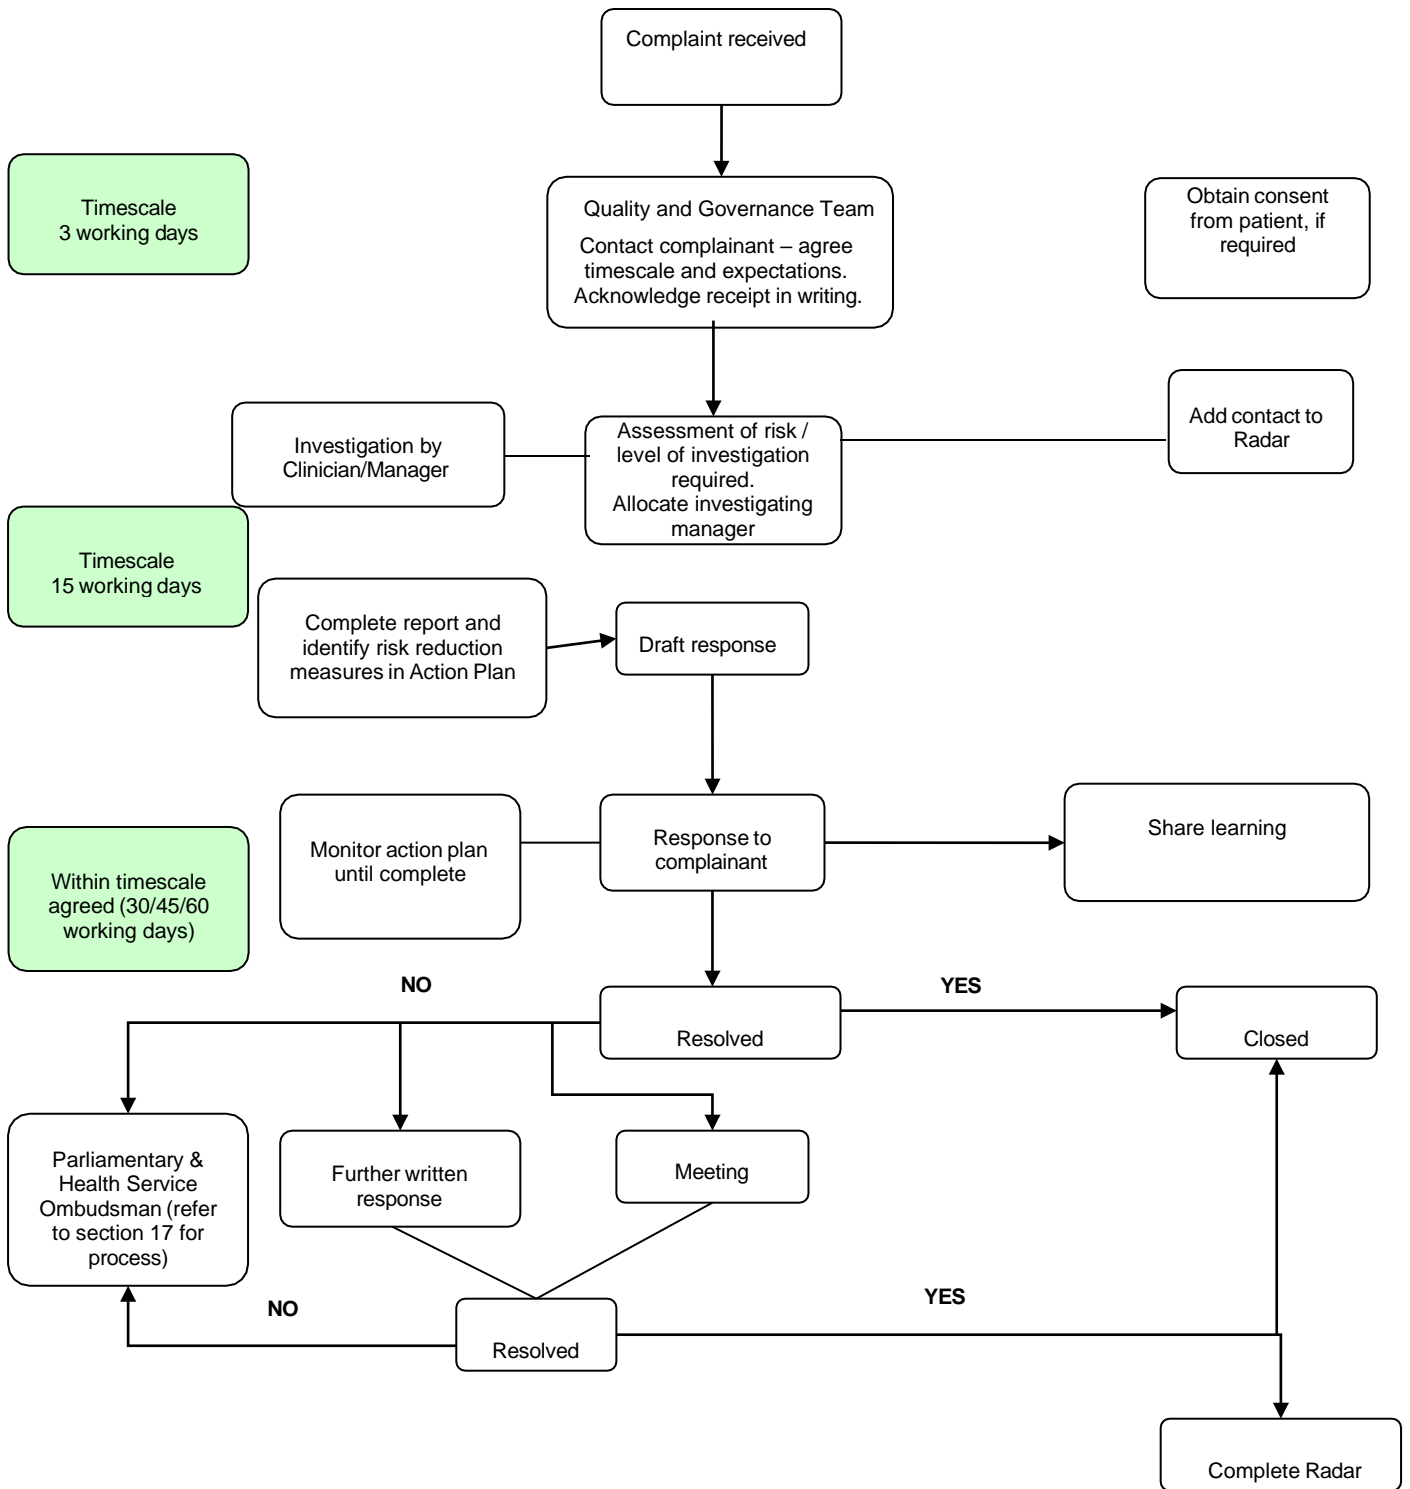 Complaint received
Timescale
3 working days
Quality and Governance Team
Contact complainant – agree
timescale and expectations.
Acknowledge receipt in writing.
Obtain consent
from patient, if
required
Investigation by
Clinician/Manager
Assessment of risk /
level of investigation
required.
Allocate investigating
manager
Add contact to
Radar
Timescale
15 working days
Complete report and
identify risk reduction
measures in Action Plan
Draft response
Within timescale
agreed (30/45/60
working days)
Monitor action plan
until complete
Response to
complainant
Share learning
NO
YES
Resolved
Closed
Parliamentary &
Health Service
Ombudsman (refer
to section 17 for
process)
Further written
response
Meeting
NO
YES
Resolved
Complete Radar